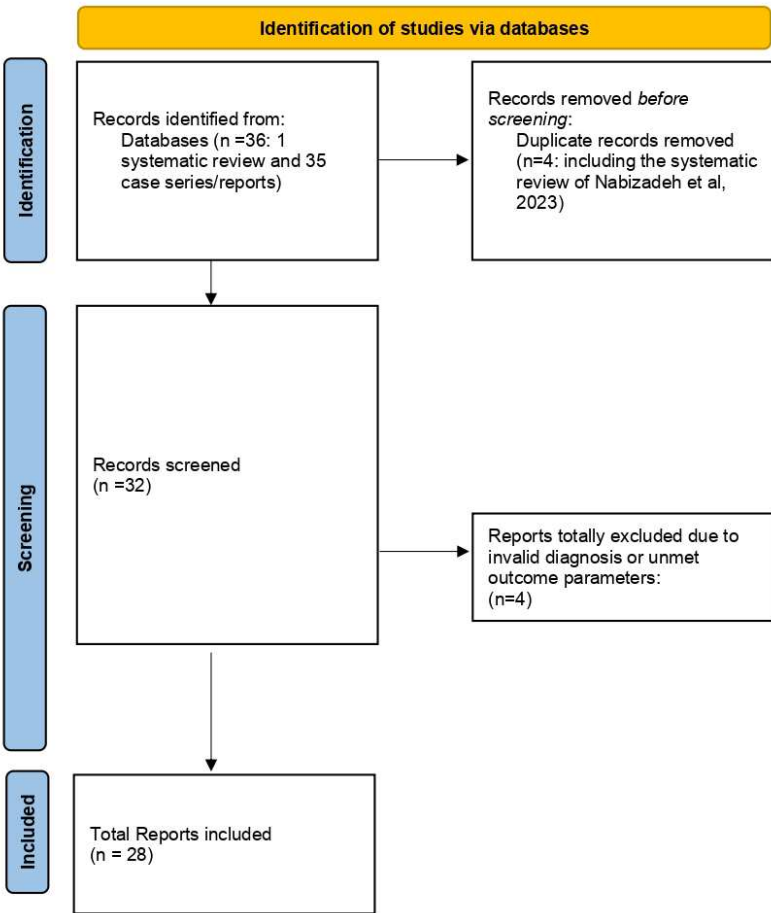 Identification of studies via databases
Identification
Records identified from:
Databases (n =36: 1
systematic review and 35
case series/reports)
Records removed before
screening:
Duplicate records removed
(n=4: including the systematic
review of Nabizadeh et al,
2023)
Screening
Records screened
(n =32)
Reports totally excluded due to
invalid diagnosis or unmet
outcome parameters:
(n=4)
Included
Total Reports included
(n = 28)